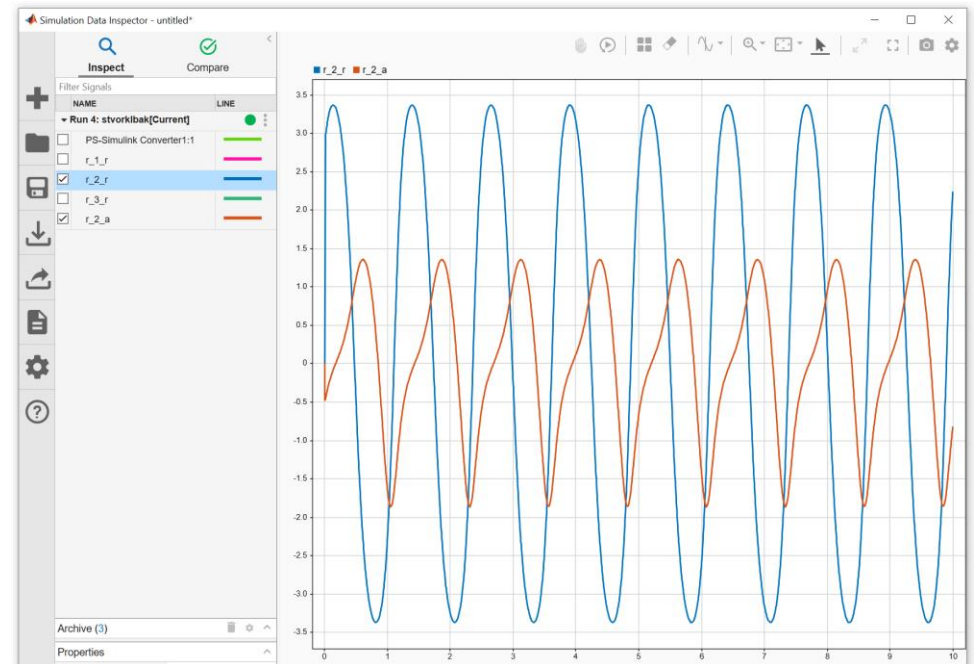 Simulation Data Inspector - untitled*
Inspect
Compare
Filter Signals
NAME LINE
Run 4: stvorklbak[Current]
PS-Simulink Converter1:1
r_1_r
r_2_r
r_3_r
r_2_a
Archive (3)
Properties
r_2_r r_2_a
3.5
3.0
2.5
2.0
1.5
1.0
0.5
0
-0.5
-1.0
-1.5
-2.0
-2.5
-3.0
-3.5
0 1 2 3 4 5 6 7 8 9 10